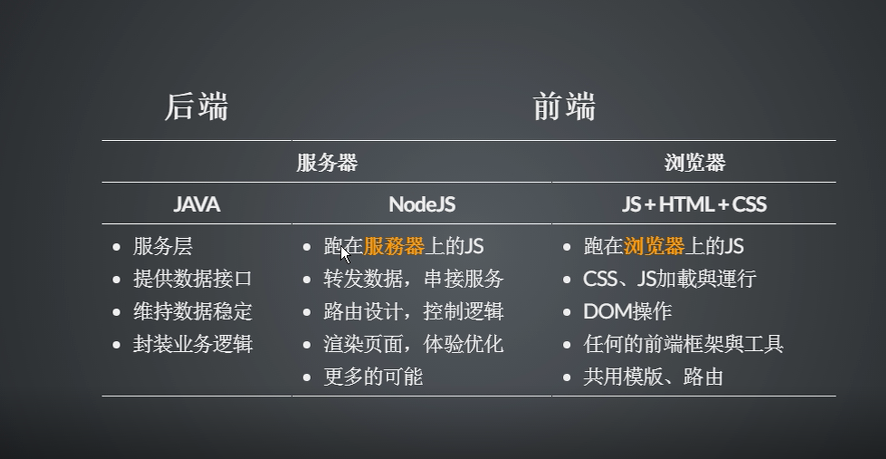 后端 前端
服务器 浏览器
JAVA NodeJS JS + HTML + CSS
服务层 跑在服務器上的JS 跑在浏览器上的JS
提供数据接口 转发数据，串接服务 CSS、JS加載與運行
维持数据稳定 路由设计，控制逻辑 DOM操作
封装业务逻辑 渲染页面，体验优化 任何的前端框架與工具
更多的可能 共用模版、路由